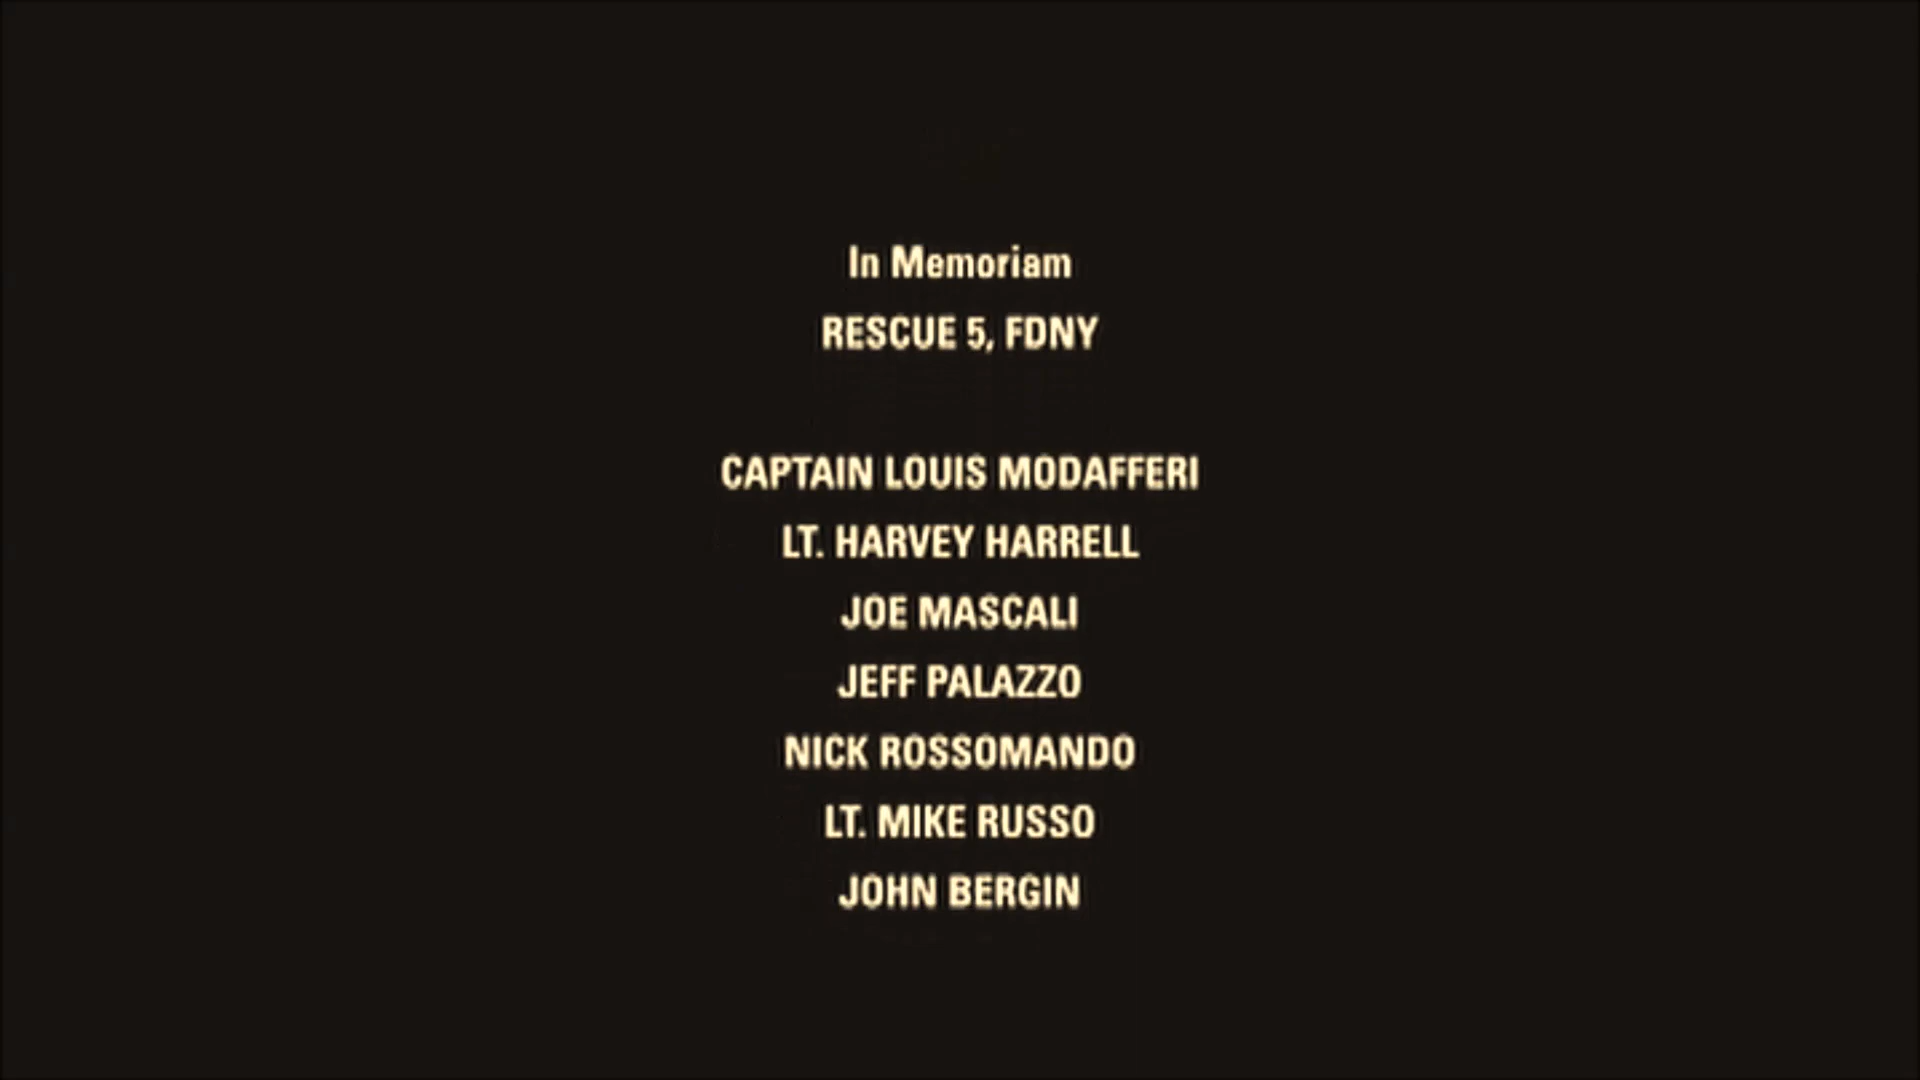 In Memoriam
RESCUE 5, FDNY
CAPTAIN LOUIS MODAFFERI
LT. HARVEY HARRELL
JOE MASCALI
JEFF PALAZZO
NICK ROSSOMANDO
LT. MIKE RUSSO
JOHN BERGIN